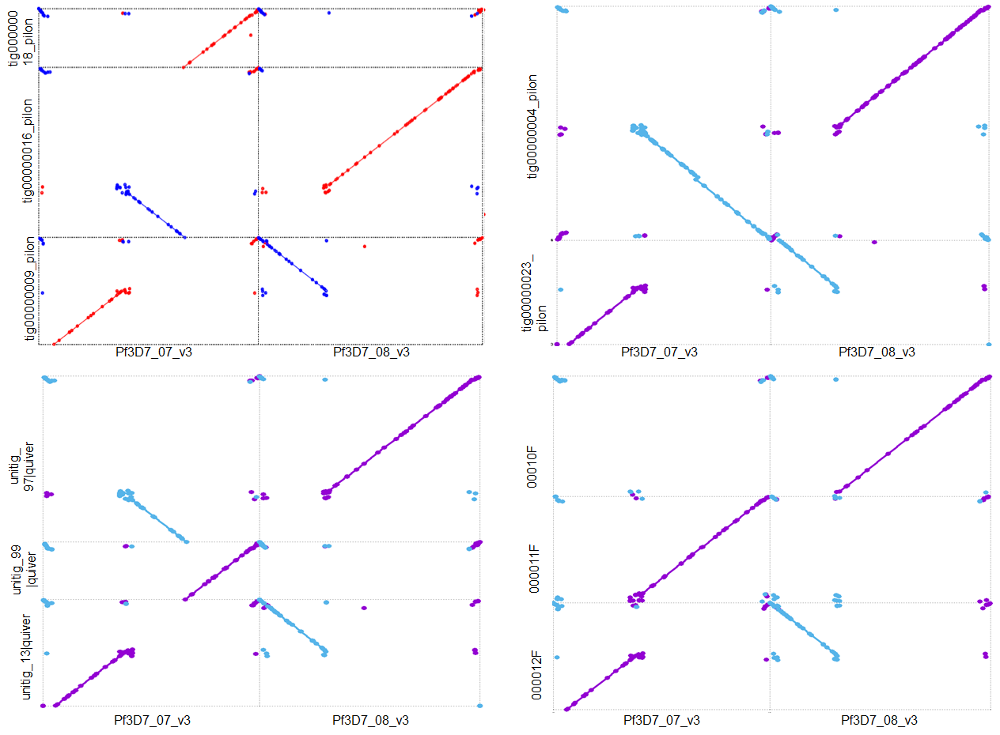 tig000000
18_pilon
tig00000016_pilon
tig00000009_pilon
Pf3D7_07_v3
Pf3D7_08_v3
tig00000004_pilon
tig00000023_
pilon
Pf3D7_07_v3
Pf3D7_08_v3
unitig_
97|quiver
unitig_99
|quiver
unitig_13|quiver
Pf3D7_07_v3
Pf3D7_08_v3
000010F
000011F
000012F
Pf3D7_07_v3
Pf3D7_08_v3